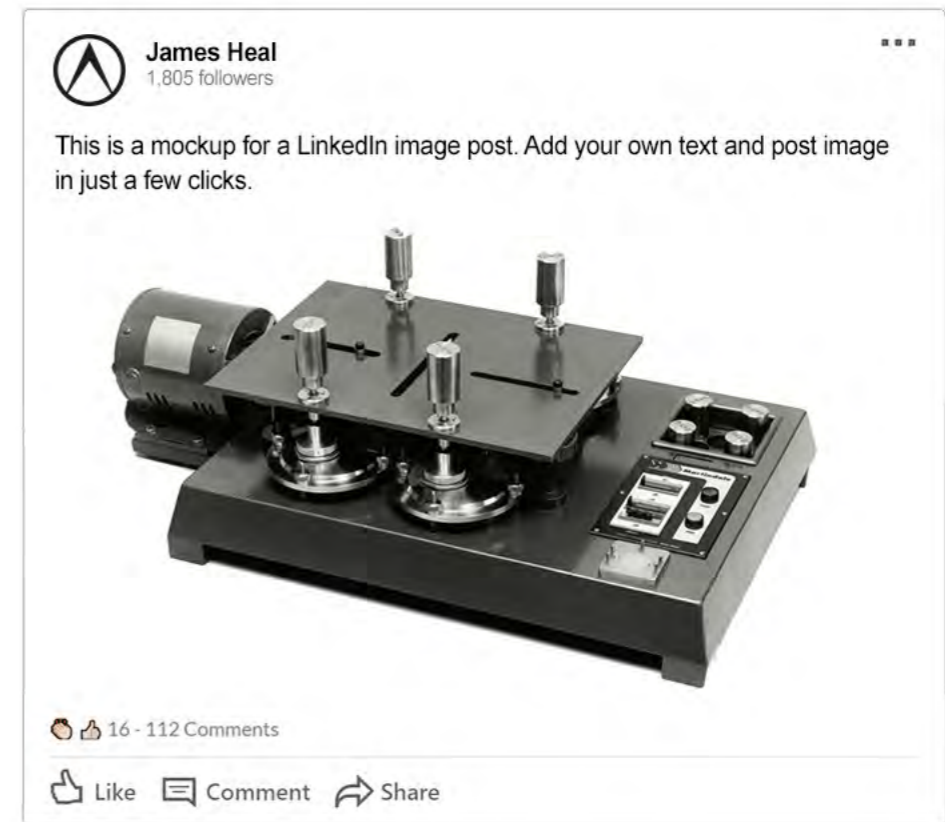 James Heal
1,805 followers
This is a mockup for a LinkedIn image post. Add your own text and post image
in just a few clicks.
Martindale
16 - 112 Comments
Like Comment Share